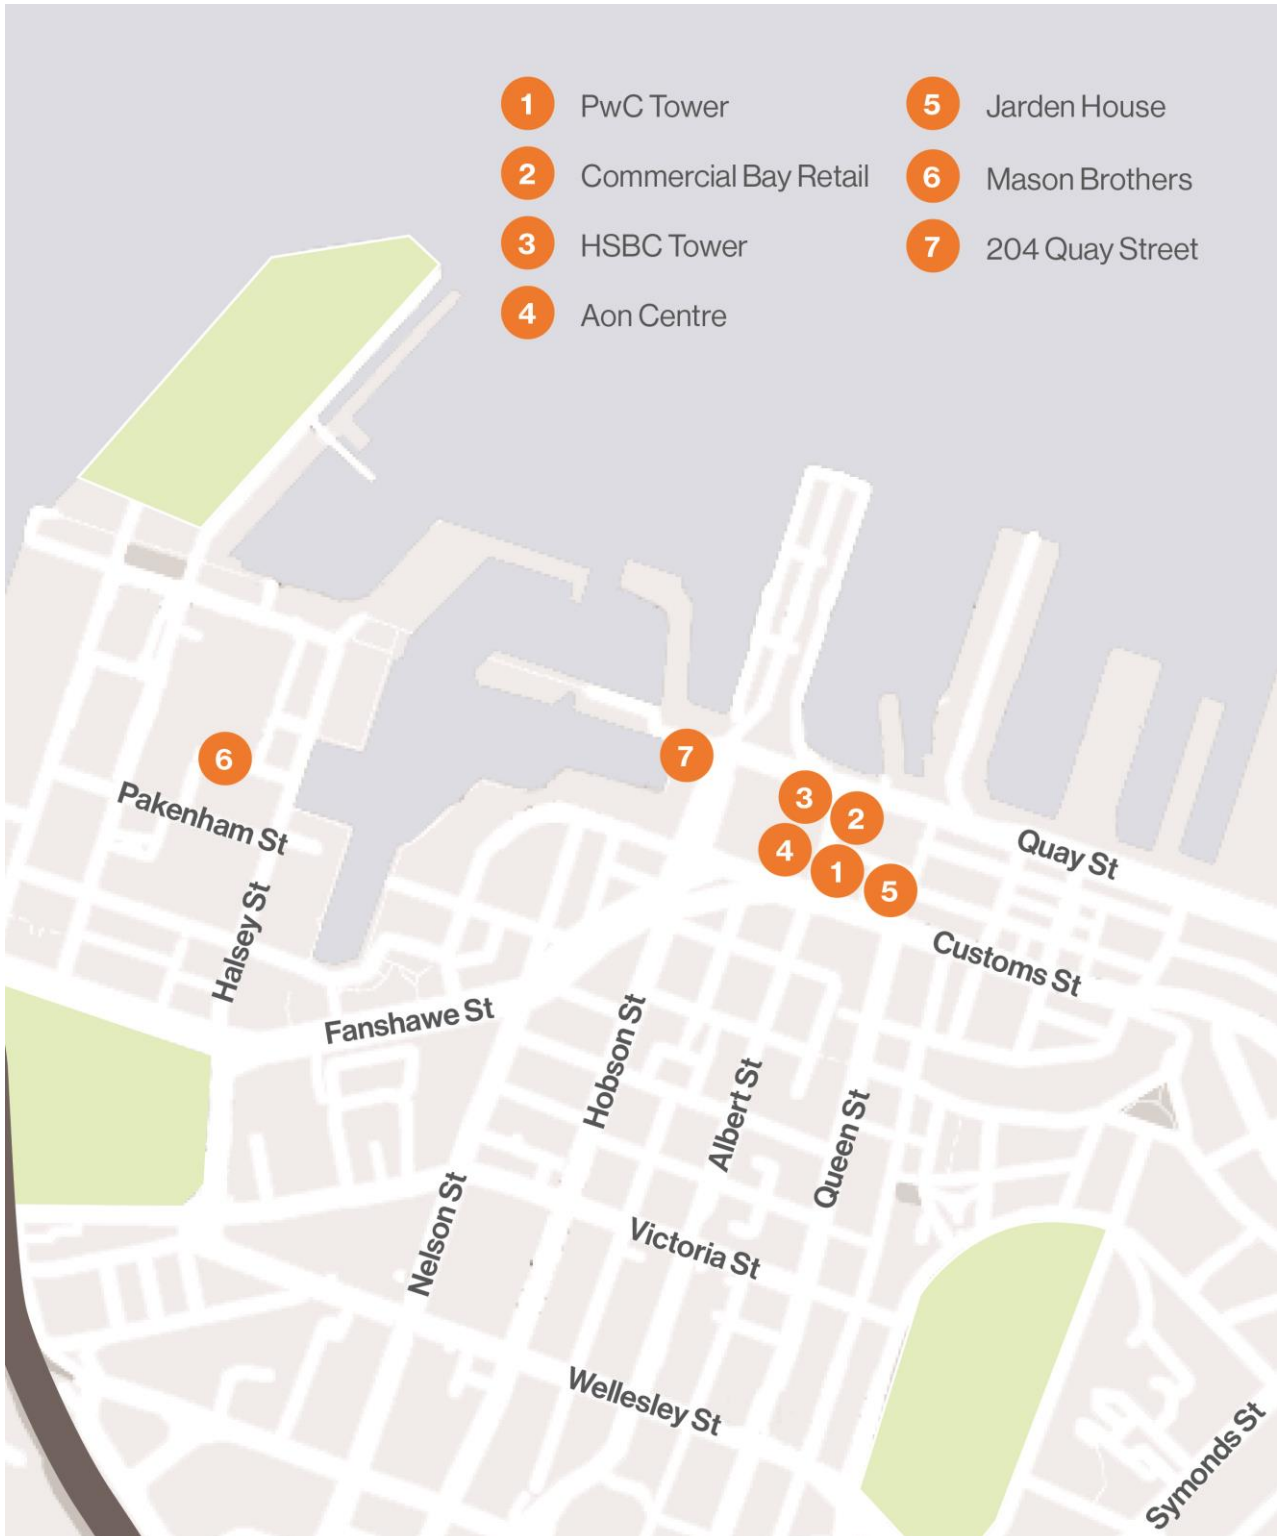 1 PwC Tower
2 Commercial Bay Retail
3 HSBC Tower
4 Aon Centre
5 Jarden House
6 Mason Brothers
7 204 Quay Street
6
7
3
2
4
1
5
Pakenham St
Quay St
Halsey St
Customs St
Fanshawe St
Hobson St
Albert St
Queen St
Nelson St
Victoria St
Wellesley St
Symonds St